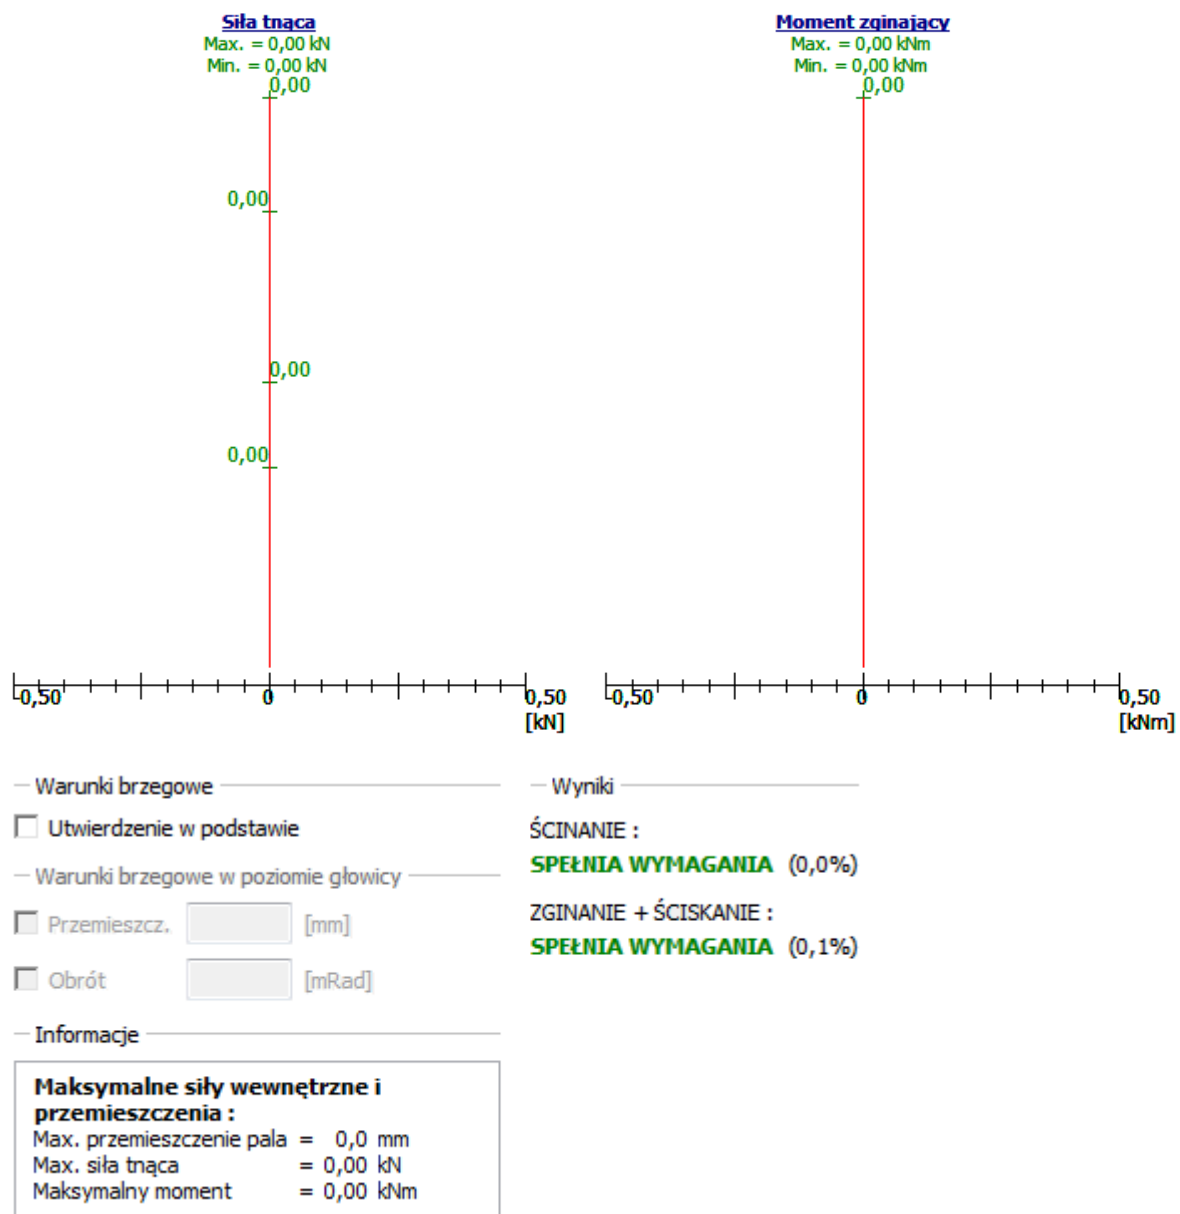 Siła tnąca
Max. = 0,00 kN
Min. = 0,00 kN
0,00
0,00
0,00
0,00
-0,50 0 0,50
[kN]
Moment zginający
Max. = 0,00 kNm
Min. = 0,00 kNm
0,00
-0,50 0 0,50
[kNm]
Warunki brzegowe
Utwierdzenie w podstawie
Warunki brzegowe w poziomie głowicy
Przemieszcz. [mm]
Obrót [mRad]
Informacje
Maksymalne siły wewnętrzne i
przemieszczenia :
Max. przemieszczenie pala = 0,0 mm
Max. siła tnąca = 0,00 kN
Maksymalny moment = 0,00 kNm
Wyniki
ŚCINANIE :
SPEŁNIA WYMAGANIA (0,0%)
ZGINANIE + ŚCISKANIE :
SPEŁNIA WYMAGANIA (0,1%)